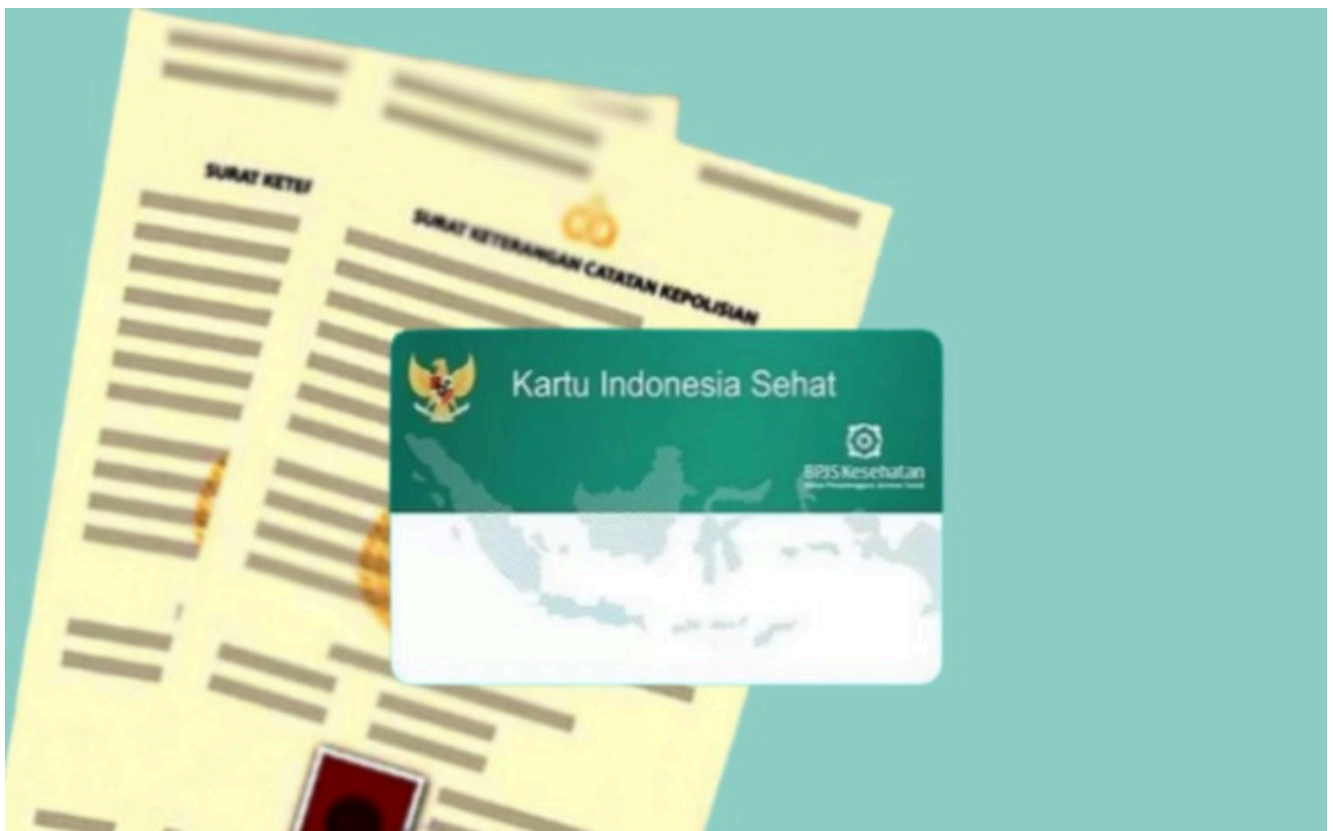 SURAT KETE
SURAT KETERANGAN CATATAN KEPOLISIAN
Kartu Indonesia Sehat
BPJS Kesehatan